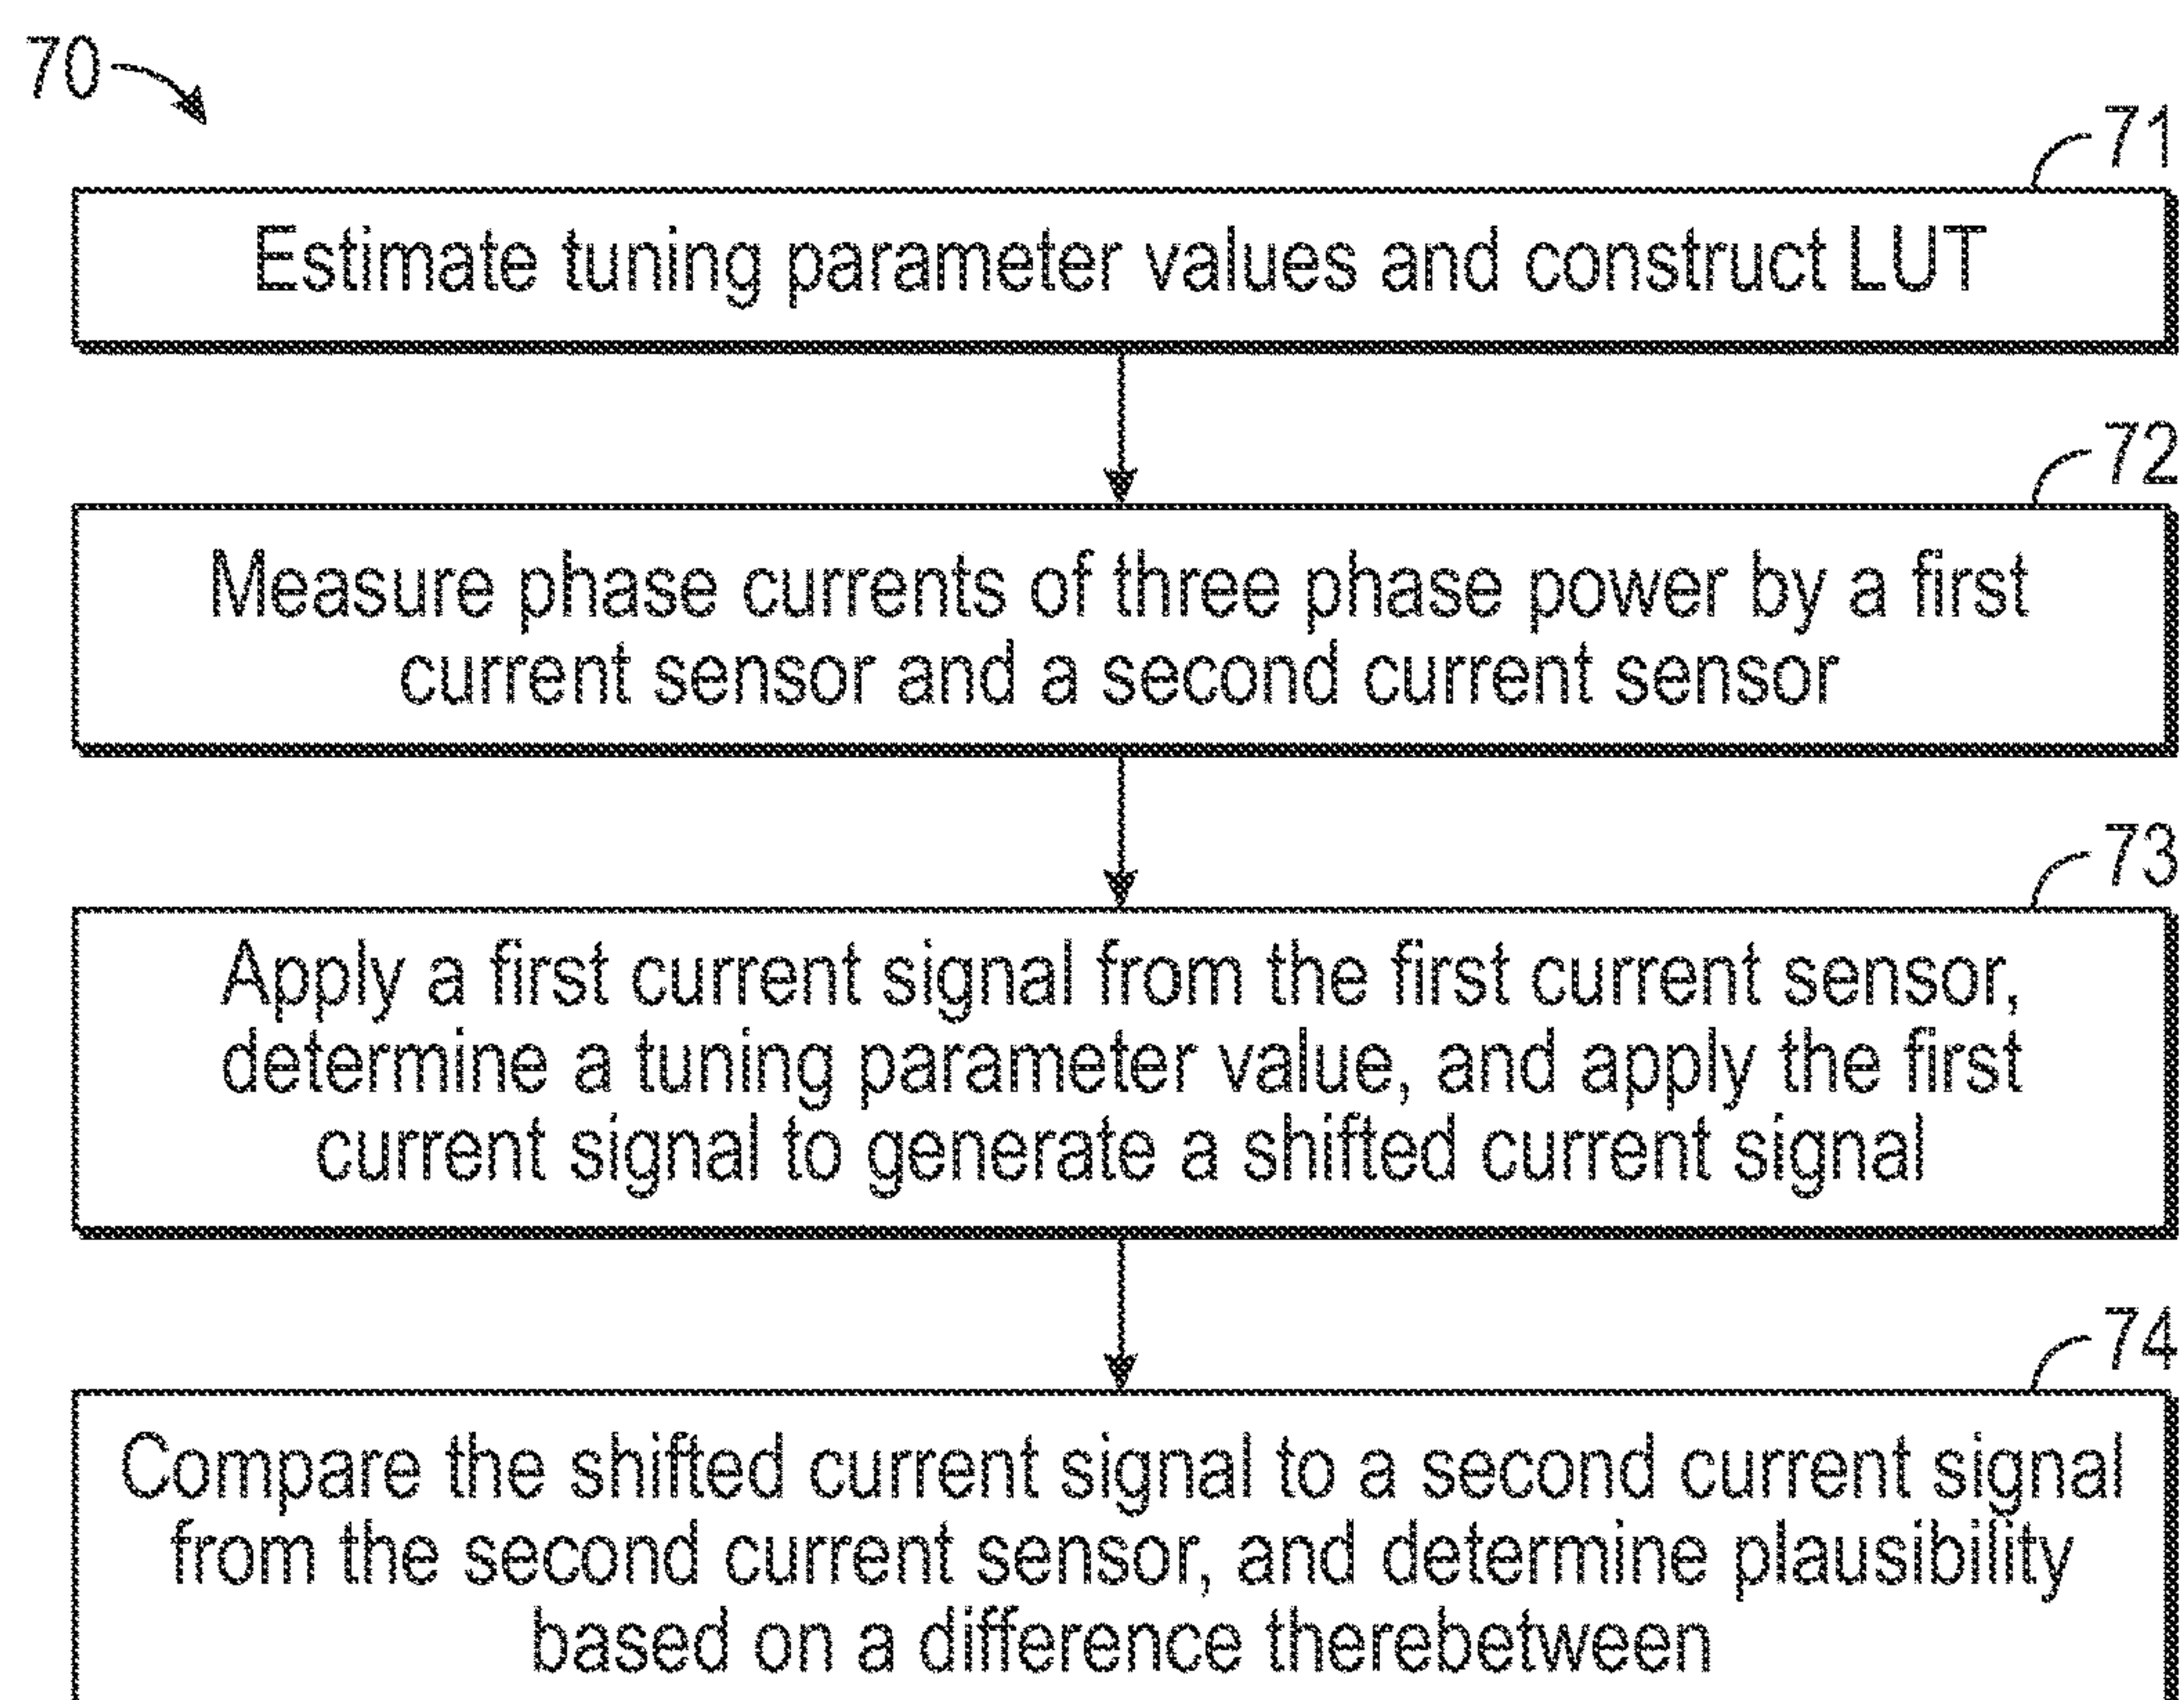 70
71
Estimate tuning parameter values and construct LUT
72
Measure phase currents of three phase power by a first
current sensor and a second current sensor
73
Apply a first current signal from the first current sensor,
determine a tuning parameter value, and apply the first
current signal to generate a shifted current signal
74
Compare the shifted current signal to a second current signal
from the second current sensor, and determine plausibility
based on a difference therebetween